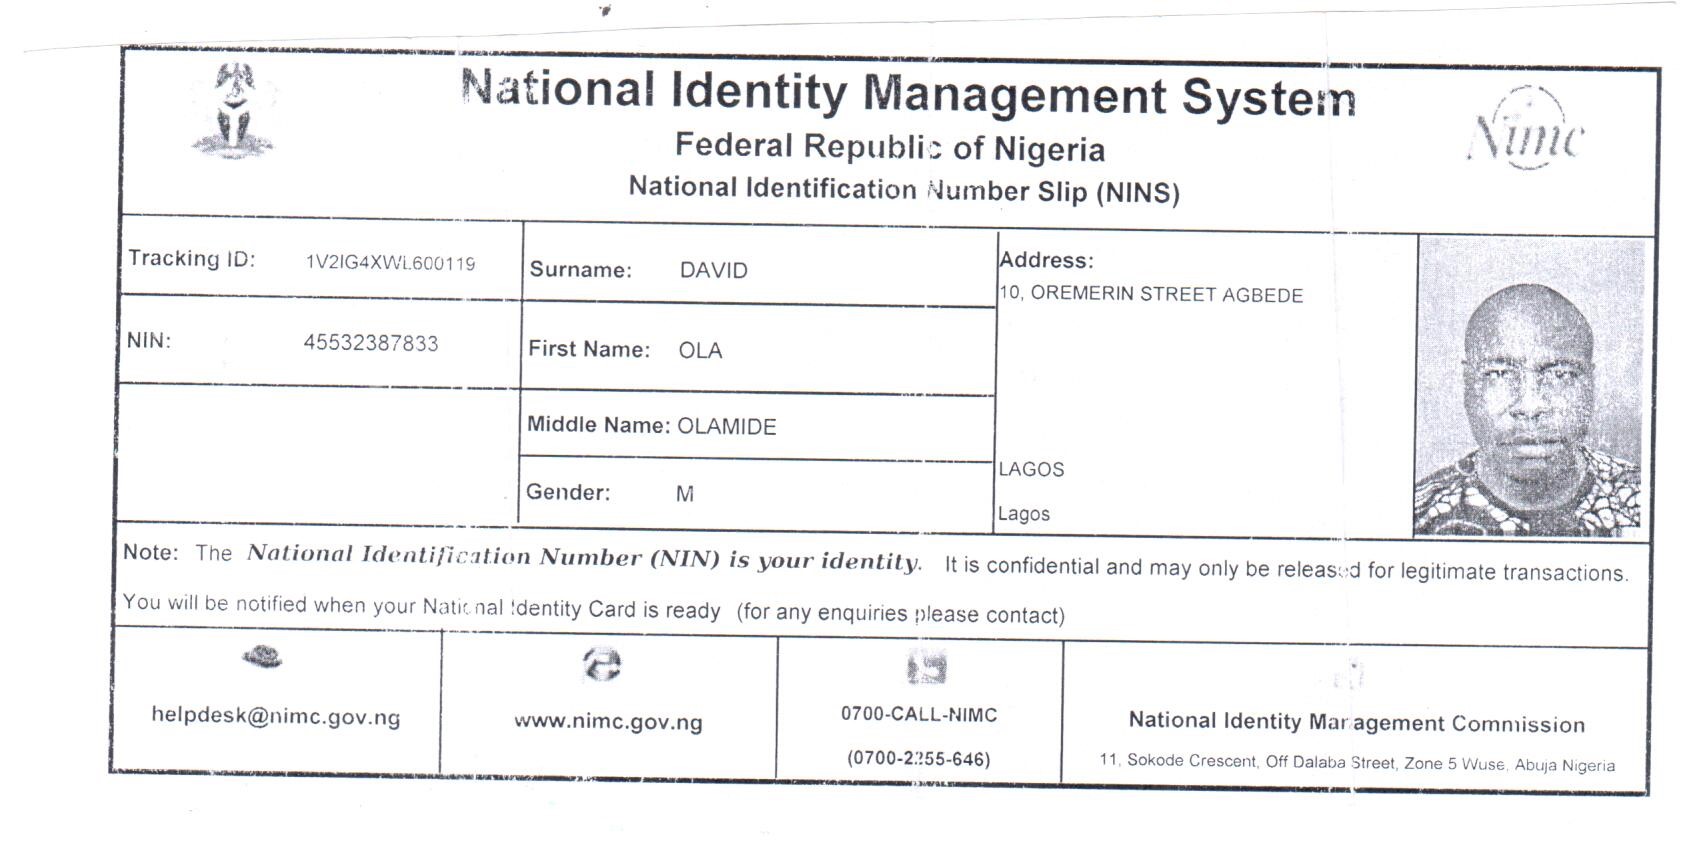 National Identity Management System
Federal Republic of Nigeria
National Identification Number Slip (NINS)
Nimc
Tracking ID: 1V2IG4XWL600119
NIN: 45532387833
Surname: DAVID
First Name: OLA
Middle Name: OLAMIDE
Gender: M
Address:
10, OREMERIN STREET AGBEDE
LAGOS
Lagos
Note: The National Identification Number (NIN) is your identity. It is confidential and may only be released for legitimate transactions.
You will be notified when your National Identity Card is ready (for any enquiries please contact)
helpdesk@nimc.gov.ng
www.nimc.gov.ng
0700-CALL-NIMC
(0700-2255-646)
National Identity Management Commission
11, Sokode Crescent, Off Dalaba Street, Zone 5 Wuse, Abuja Nigeria